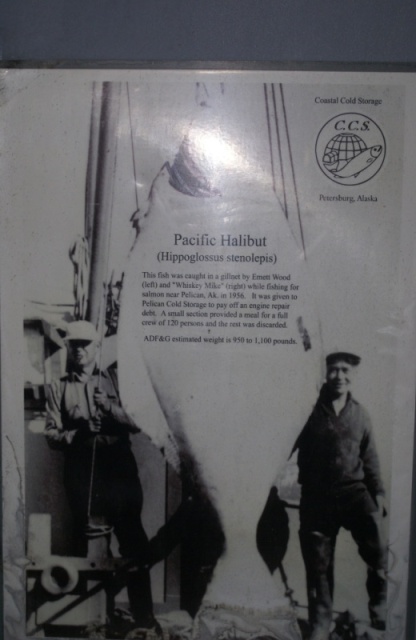 Coastal Cold Storage
C.C.S.
Petersburg, Alaska
Pacific Halibut
(Hippoglossus stenolepis)
This fish was caught in a gillnet by Emett Wood
(left) and "Whiskey Mike" (right) while fishing for
salmon near Pelican, Ak. in 1956. It was given to
Pelican Cold Storage to pay off an engine repair
debt. A small section provided a meal for a full
crew of 120 persons and the rest was discarded.
ADF&G estimated weight is 950 to 1,100 pounds.